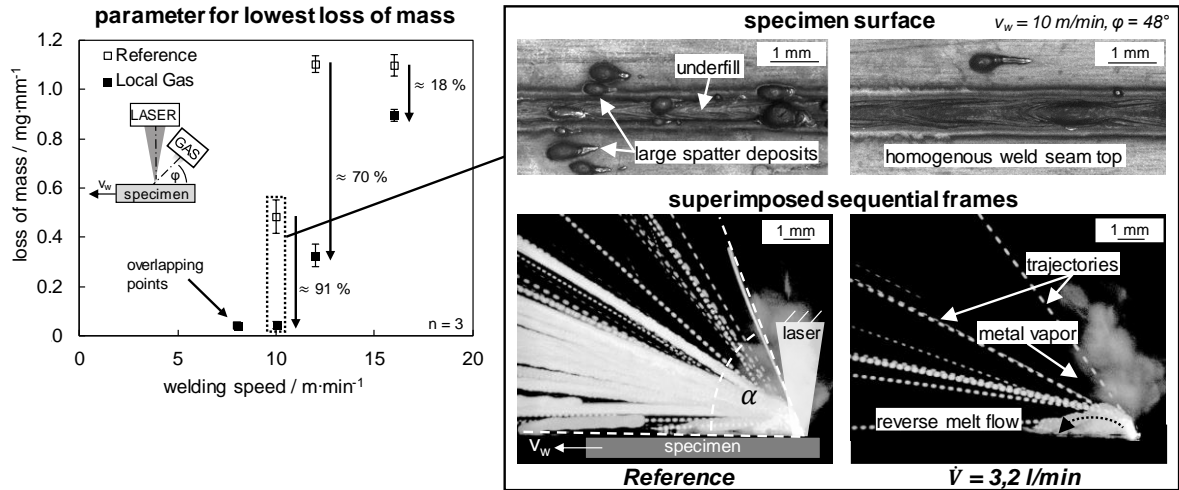 parameter for lowest loss of mass
loss of mass / mg·mm⁻¹
1.2
1.0
0.8
0.6
0.4
0.2
0
0
5
10
15
20
welding speed / m·min⁻¹
Reference
Local Gas
LASER
GAS
φ
v_w
specimen
overlapping
points
≈ 91 %
≈ 70 %
≈ 18 %
n = 3
specimen surface
v_w = 10 m/min, φ = 48°
underfill
1 mm
large spatter deposits
1 mm
homogenous weld seam top
superimposed sequential frames
1 mm
laser
α
V_w
specimen
Reference
1 mm
trajectories
metal vapor
reverse melt flow
V̇ = 3,2 l/min